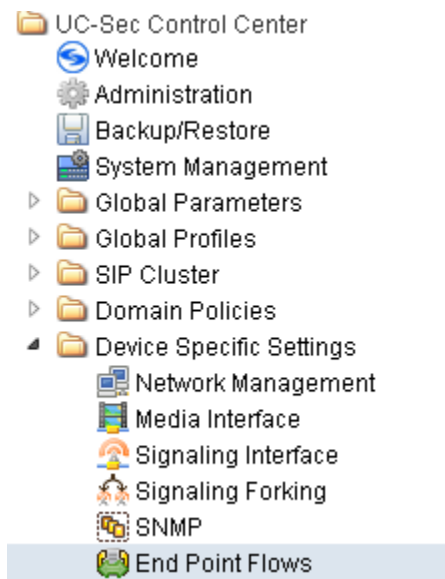 UC-Sec Control Center
Welcome
Administration
Backup/Restore
System Management
Global Parameters
Global Profiles
SIP Cluster
Domain Policies
Device Specific Settings
Network Management
Media Interface
Signaling Interface
Signaling Forking
SNMP
End Point Flows